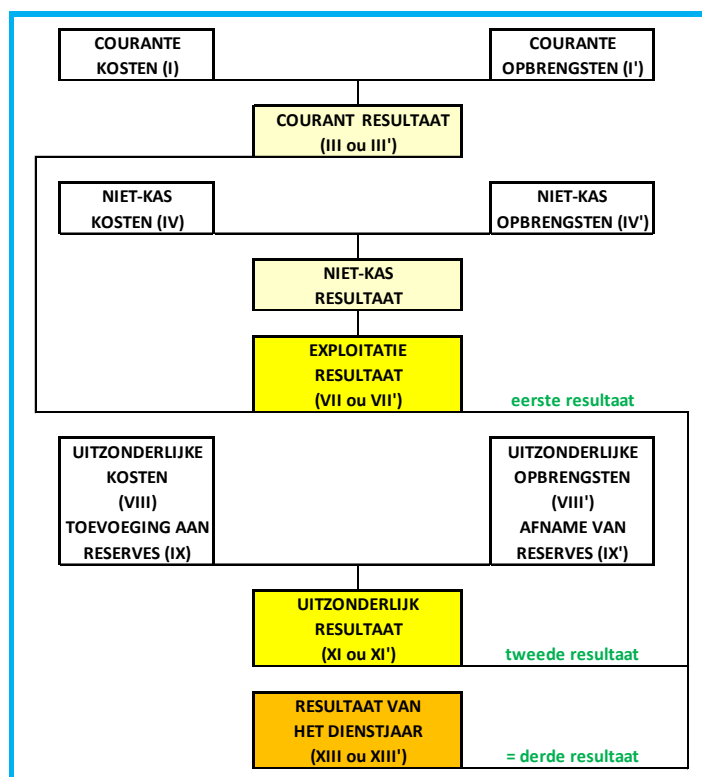 COURANTE
KOSTEN (I)
COURANTE
OPBRENGSTEN (I')
COURANT RESULTAAT
(III ou III')
NIET-KAS
KOSTEN (IV)
NIET-KAS
OPBRENGSTEN (IV')
NIET-KAS
RESULTAAT
EXPLOITATIE
RESULTAAT
(VII ou VII')
eerste resultaat
UITZONDERLIJKE
KOSTEN
(VIII)
TOEVOEGING AAN
RESERVES (IX)
UITZONDERLIJKE
OPBRENGSTEN
(VIII')
AFNAME VAN
RESERVES (IX')
UITZONDERLIJK
RESULTAAT
(XI ou XI')
tweede resultaat
RESULTAAT VAN
HET DIENSTJAAR
(XIII ou XIII')
= derde resultaat